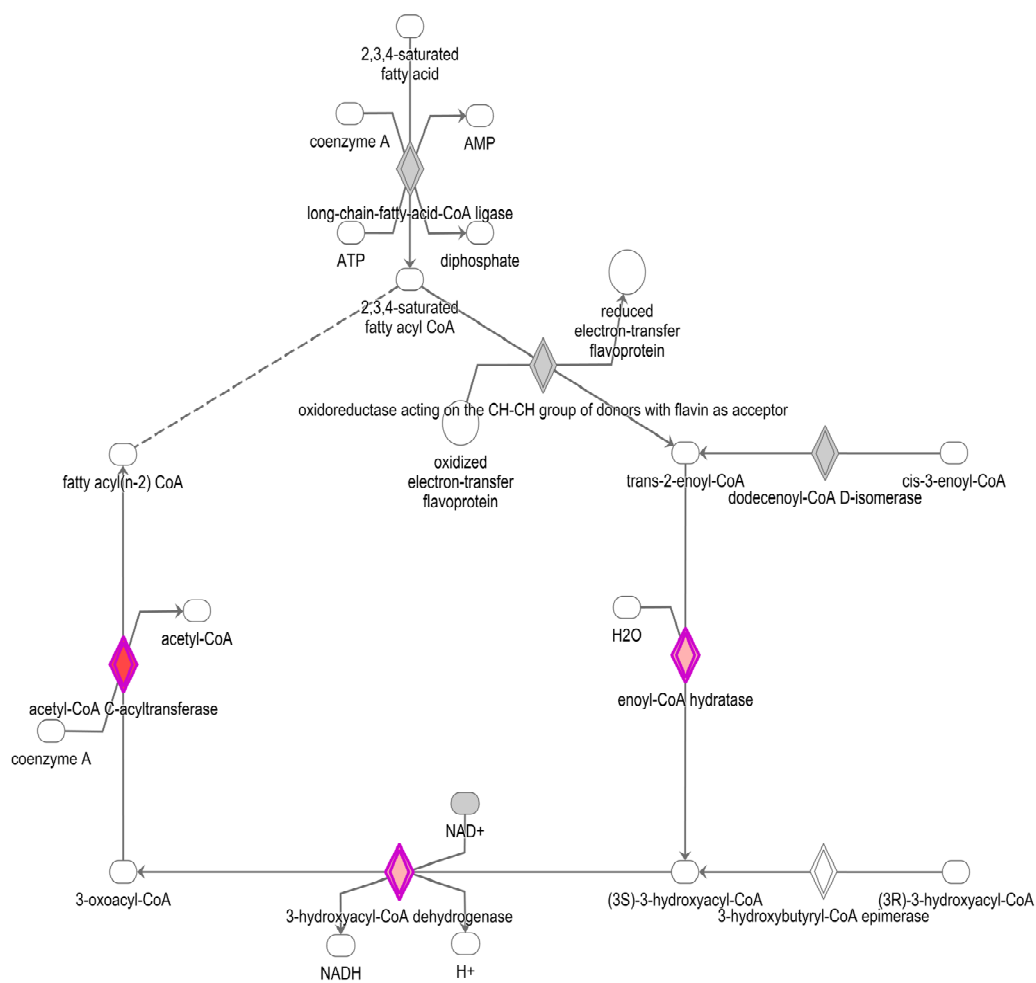 2,3,4-saturated
fatty acid
coenzyme A
AMP
long-chain-fatty-acid-CoA ligase
ATP
diphosphate
2,3,4-saturated
fatty acyl CoA
reduced
electron-transfer
flavoprotein
oxidoreductase acting on the CH-CH group of donors with flavin as acceptor
oxidized
electron-transfer
flavoprotein
fatty acyl(n-2) CoA
trans-2-enoyl-CoA
cis-3-enoyl-CoA
dodecenoyl-CoA D-isomerase
acetyl-CoA
H2O
acetyl-CoA C-acyltransferase
enoyl-CoA hydratase
coenzyme A
NAD+
3-oxoacyl-CoA
(3S)-3-hydroxyacyl-CoA
(3R)-3-hydroxyacyl-CoA
3-hydroxyacyl-CoA dehydrogenase
3-hydroxybutyryl-CoA epimerase
NADH
H+